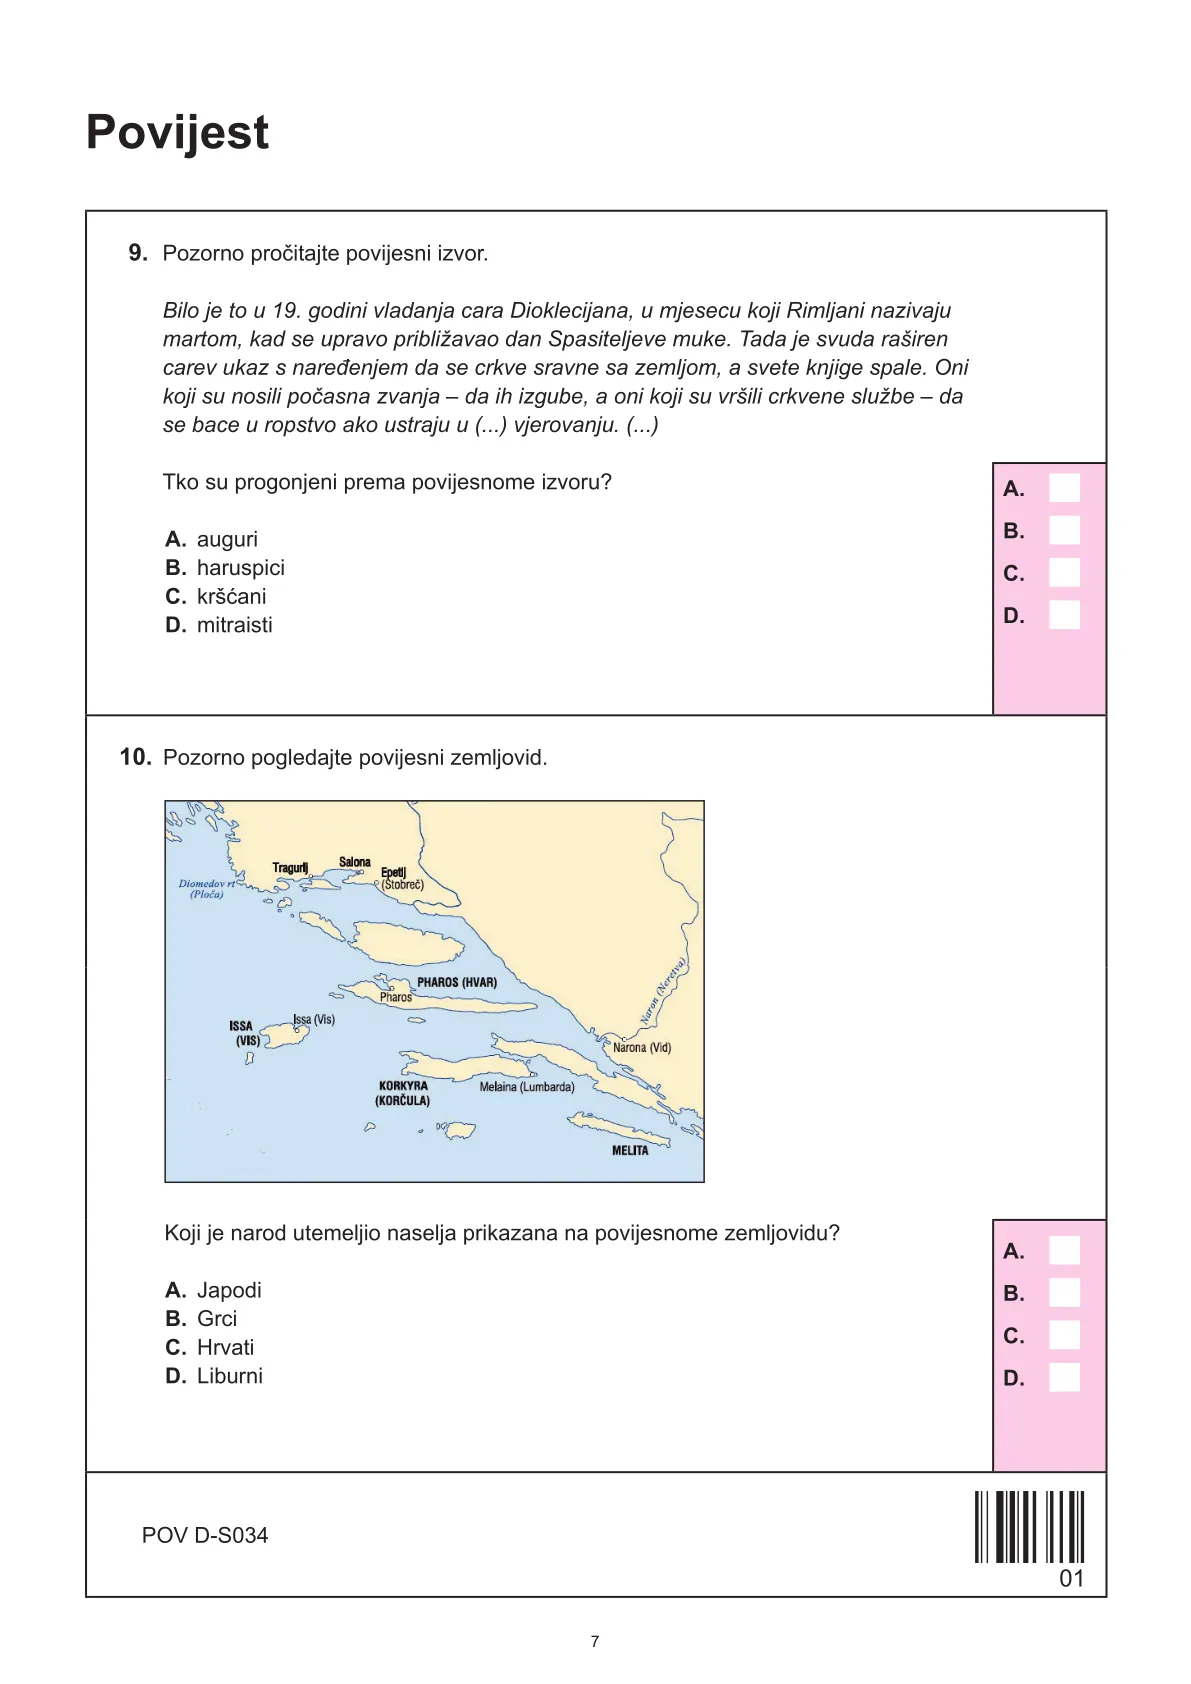 Povijest
9. Pozorno pročitajte povijesni izvor.
Bilo je to u 19. godini vladanja cara Dioklecijana, u mjesecu koji Rimljani nazivaju
martom, kad se upravo približavao dan Spasiteljeve muke. Tada je svuda raširen
carev ukaz s naređenjem da se crkve sravne sa zemljom, a svete knjige spale. Oni
koji su nosili počasna zvanja – da ih izgube, a oni koji su vršili crkvene službe – da
se bace u ropstvo ako ustraju u (...) vjerovanju. (...)
Tko su progonjeni prema povijesnome izvoru?
A. auguri
B. haruspici
C. kršćani
D. mitraisti
A.
B.
C.
D.
10. Pozorno pogledajte povijesni zemljovid.
Tragurij
Salona
Epetij
(Stobreč)
Diomedov rt
(Ploča)
PHAROS (HVAR)
Pharos
Naron (Neretva)
ISSA
(VIS)
Issa (Vis)
Narona (Vid)
KORKYRA
(KORČULA)
Melaina (Lumbarda)
MELITA
Koji je narod utemeljio naselja prikazana na povijesnome zemljovidu?
A. Japodi
B. Grci
C. Hrvati
D. Liburni
A.
B.
C.
D.
POV D-S034
01
7